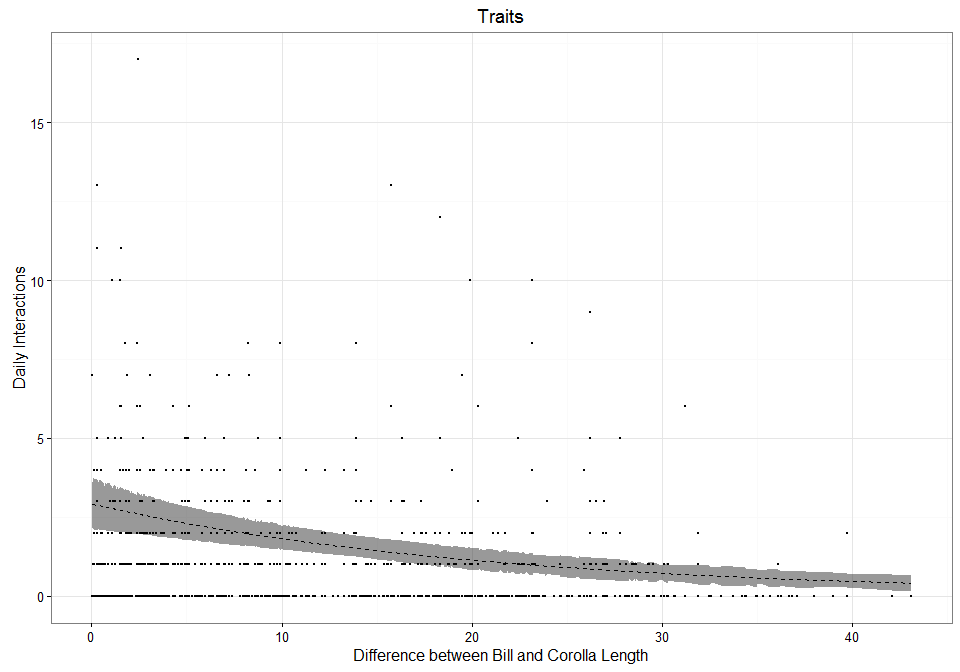 Traits
Daily Interactions
15
10
5
0
0 10 20 30 40
Difference between Bill and Corolla Length